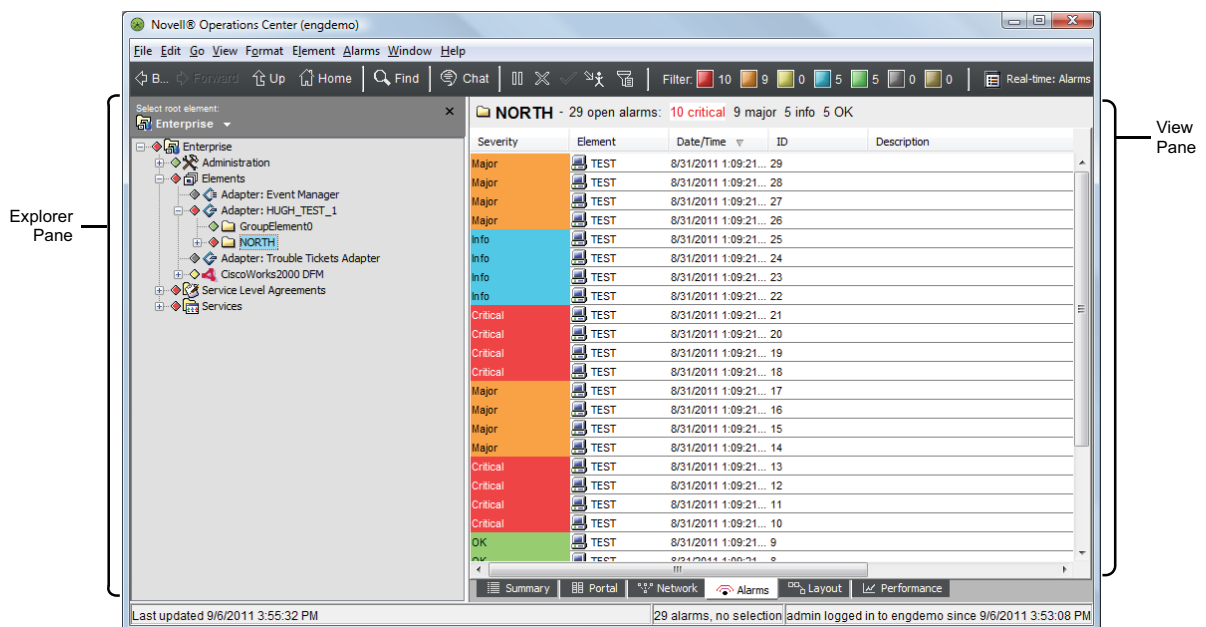 Novell® Operations Center (engdemo)
File Edit Go View Format Element Alarms Window Help
B... Forward Up Home Find Chat Filter: 10 9 0 5 5 0 0 Real-time: Alarms
Select root element:
Enterprise
Enterprise
Administration
Elements
Adapter: Event Manager
Adapter: HUGH_TEST_1
GroupElement0
NORTH
Adapter: Trouble Tickets Adapter
CiscoWorks2000 DFM
Service Level Agreements
Services
Explorer
Pane
NORTH - 29 open alarms: 10 critical 9 major 5 info 5 OK
Severity Element Date/Time ID Description
Major TEST 8/31/2011 1:09:21... 29
Major TEST 8/31/2011 1:09:21... 28
Major TEST 8/31/2011 1:09:21... 27
Major TEST 8/31/2011 1:09:21... 26
Info TEST 8/31/2011 1:09:21... 25
Info TEST 8/31/2011 1:09:21... 24
Info TEST 8/31/2011 1:09:21... 23
Info TEST 8/31/2011 1:09:21... 22
Critical TEST 8/31/2011 1:09:21... 21
Critical TEST 8/31/2011 1:09:21... 20
Critical TEST 8/31/2011 1:09:21... 19
Critical TEST 8/31/2011 1:09:21... 18
Major TEST 8/31/2011 1:09:21... 17
Major TEST 8/31/2011 1:09:21... 16
Major TEST 8/31/2011 1:09:21... 15
Major TEST 8/31/2011 1:09:21... 14
Critical TEST 8/31/2011 1:09:21... 13
Critical TEST 8/31/2011 1:09:21... 12
Critical TEST 8/31/2011 1:09:21... 11
Critical TEST 8/31/2011 1:09:21... 10
OK TEST 8/31/2011 1:09:21... 9
OK TEST 8/31/2011 1:09:21... 8
View
Pane
Summary Portal Network Alarms Layout Performance
Last updated 9/6/2011 3:55:32 PM
29 alarms, no selection
admin logged in to engdemo since 9/6/2011 3:53:08 PM